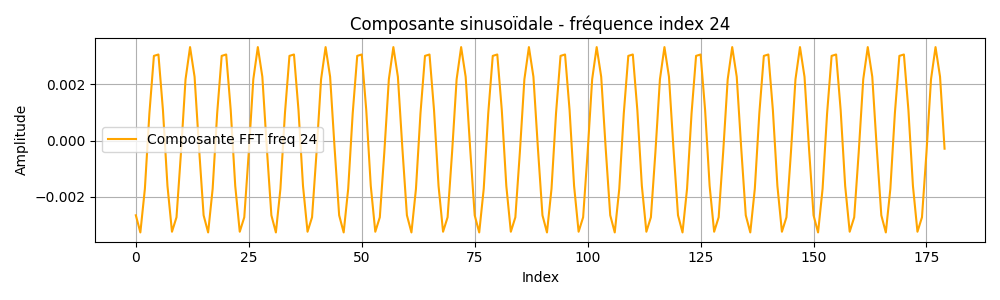 Composante sinusoïdale - fréquence index 24
Amplitude
0.002
0.000
−0.002
Composante FFT freq 24
0 25 50 75 100 125 150 175
Index